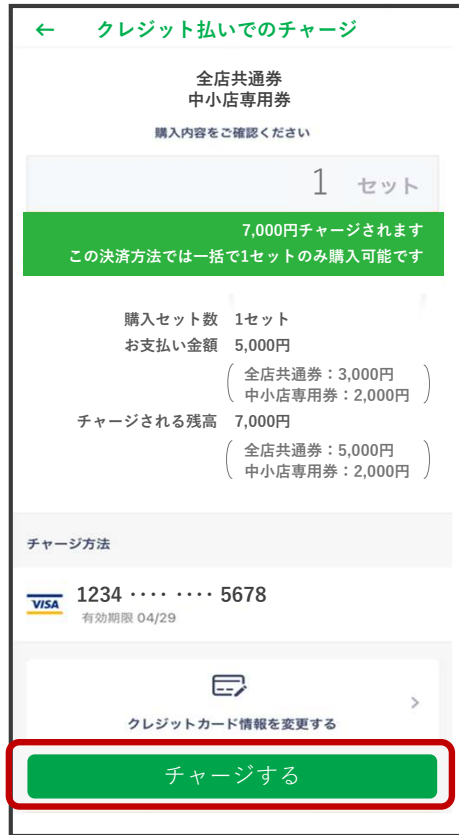 ← クレジット払いでのチャージ
全店共通券
中小店専用券
購入内容をご確認ください
1 セット
7,000円チャージされます
この決済方法では一括で1セットのみ購入可能です
購入セット数 1セット
お支払い金額 5,000円
(全店共通券：3,000円
中小店専用券：2,000円)
チャージされる残高 7,000円
(全店共通券：5,000円
中小店専用券：2,000円)
チャージ方法
VISA 1234 ···· ···· 5678
有効期限 04/29
クレジットカード情報を変更する >
チャージする